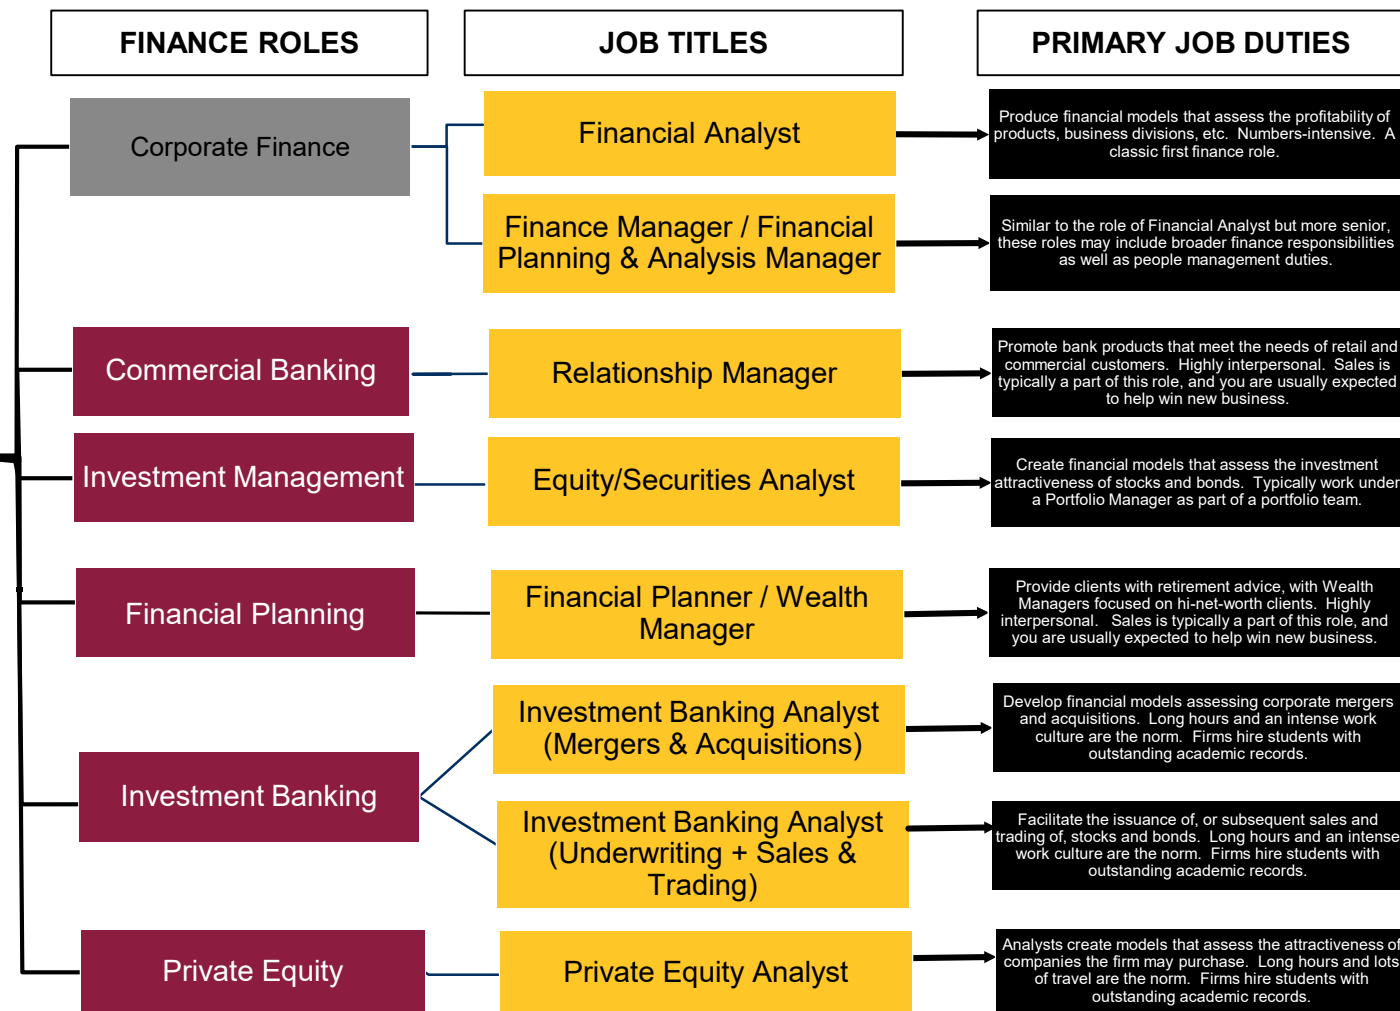 FINANCE ROLES
JOB TITLES
PRIMARY JOB DUTIES
Corporate Finance
Financial Analyst
Produce financial models that assess the profitability of
products, business divisions, etc.  Numbers-intensive.  A
classic first finance role.
Finance Manager / Financial
Planning & Analysis Manager
Similar to the role of Financial Analyst but more senior,
these roles may include broader finance responsibilities
as well as people management duties.
Commercial Banking
Relationship Manager
Promote bank products that meet the needs of retail and
commercial customers.  Highly interpersonal.  Sales is
typically a part of this role, and you are usually expected
to help win new business.
Investment Management
Equity/Securities Analyst
Create financial models that assess the investment
attractiveness of stocks and bonds.  Typically work under
a Portfolio Manager as part of a portfolio team.
Financial Planning
Financial Planner / Wealth
Manager
Provide clients with retirement advice, with Wealth
Managers focused on hi-net-worth clients.  Highly
interpersonal.   Sales is typically a part of this role, and
you are usually expected to help win new business.
Investment Banking
Investment Banking Analyst
(Mergers & Acquisitions)
Develop financial models assessing corporate mergers
and acquisitions.  Long hours and an intense work
culture are the norm.  Firms hire students with
outstanding academic records.
Investment Banking Analyst
(Underwriting + Sales &
Trading)
Facilitate the issuance of, or subsequent sales and
trading of, stocks and bonds.  Long hours and an intense
work culture are the norm.  Firms hire students with
outstanding academic records.
Private Equity
Private Equity Analyst
Analysts create models that assess the attractiveness of
companies the firm may purchase.  Long hours and lots
of travel are the norm.  Firms hire students with
outstanding academic records.